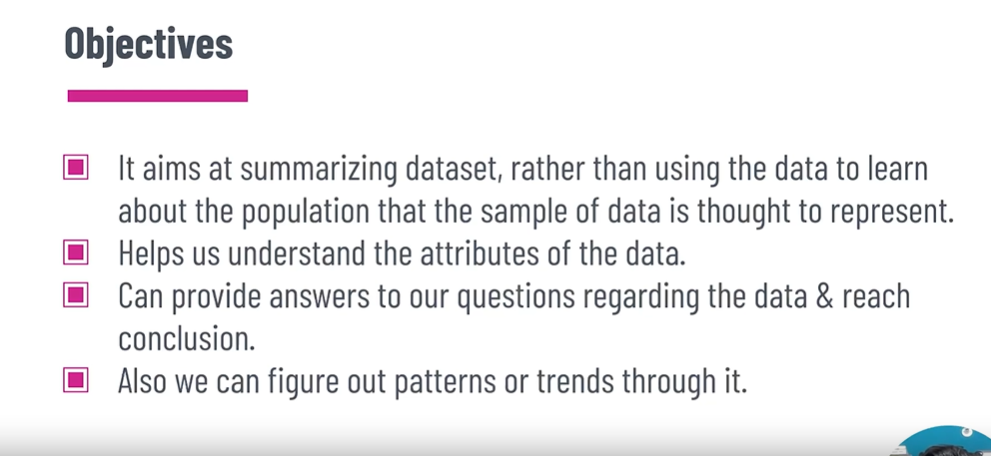 Objectives
It aims at summarizing dataset, rather than using the data to learn
about the population that the sample of data is thought to represent.
Helps us understand the attributes of the data.
Can provide answers to our questions regarding the data & reach
conclusion.
Also we can figure out patterns or trends through it.